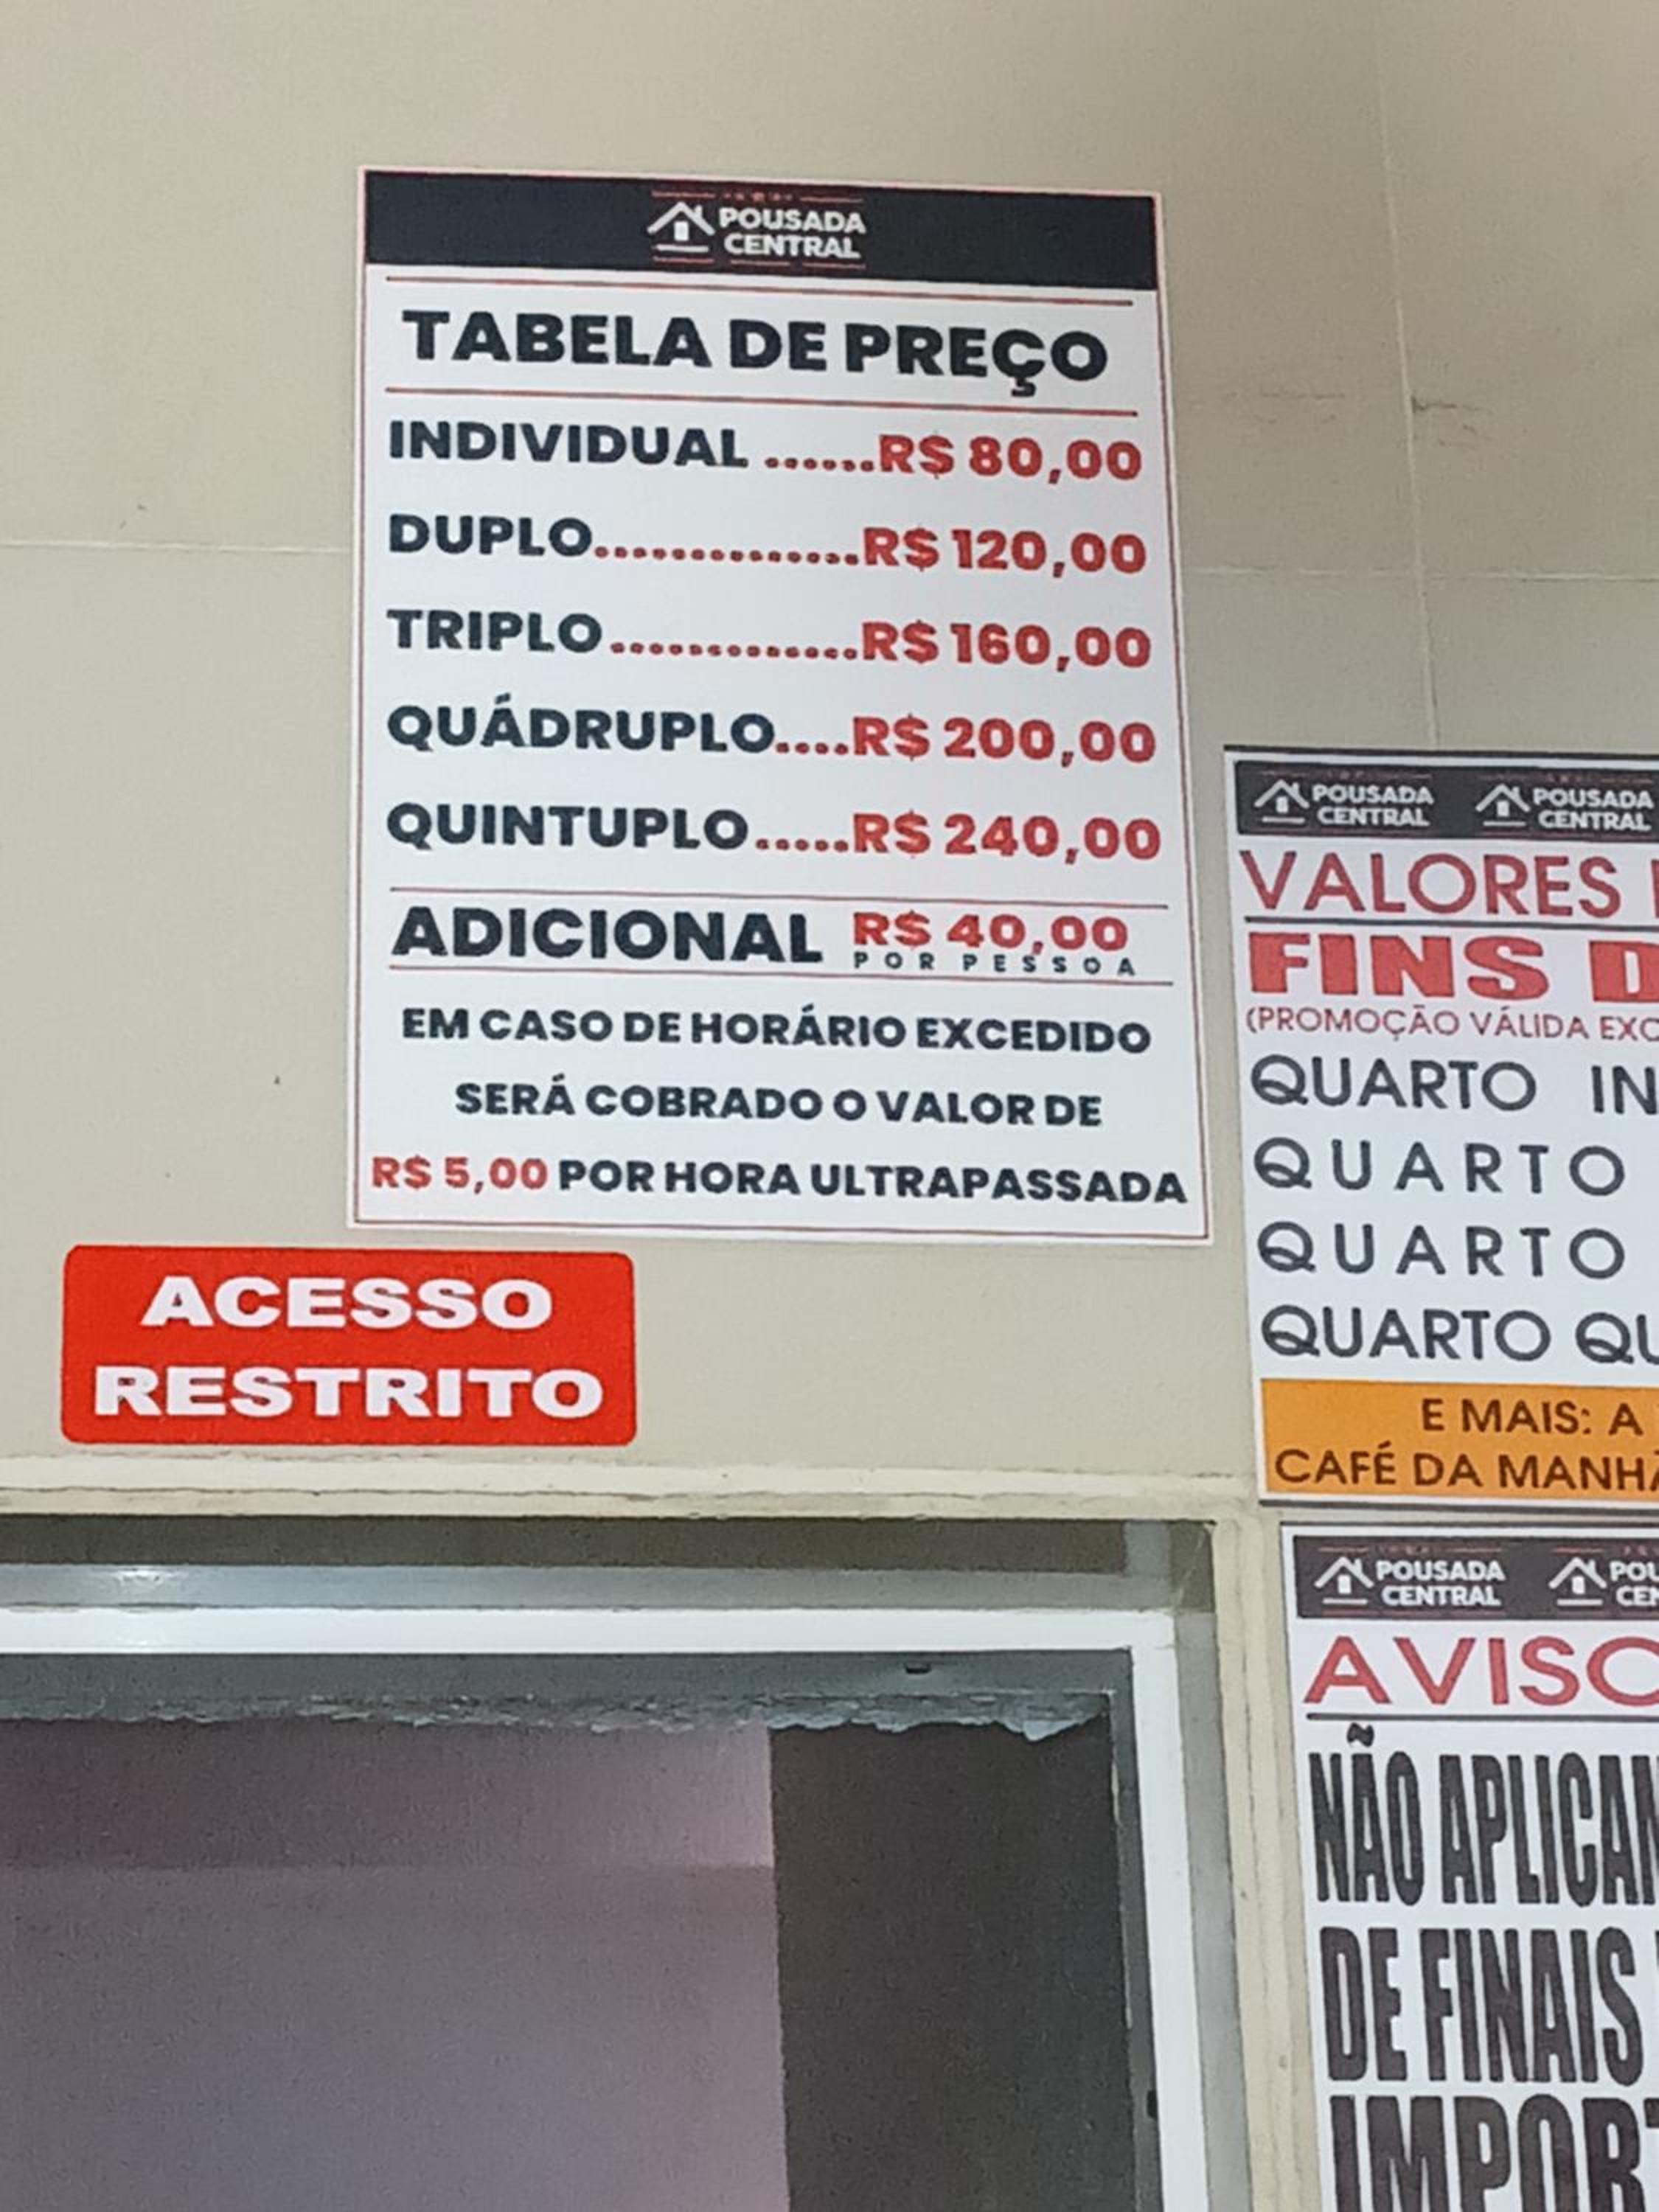 POUSADA
CENTRAL
TABELA DE PREÇO
INDIVIDUAL ......R$ 80,00
DUPLO..............R$ 120,00
TRIPLO.............R$ 160,00
QUÁDRUPLO....R$ 200,00
QUINTUPLO.....R$ 240,00
ADICIONAL R$ 40,00
POR PESSOA
EM CASO DE HORÁRIO EXCEDIDO
SERÁ COBRADO O VALOR DE
R$ 5,00 POR HORA ULTRAPASSADA
ACESSO
RESTRITO
POUSADA POUSADA
CENTRAL CENTRAL
VALORES
FINS
(PROMOÇÃO VÁLIDA
QUARTO
QUARTO
QUARTO
QUARTO
E MAIS: A
CAFÉ DA
POUSADA
CENTRAL
DE FINAIS